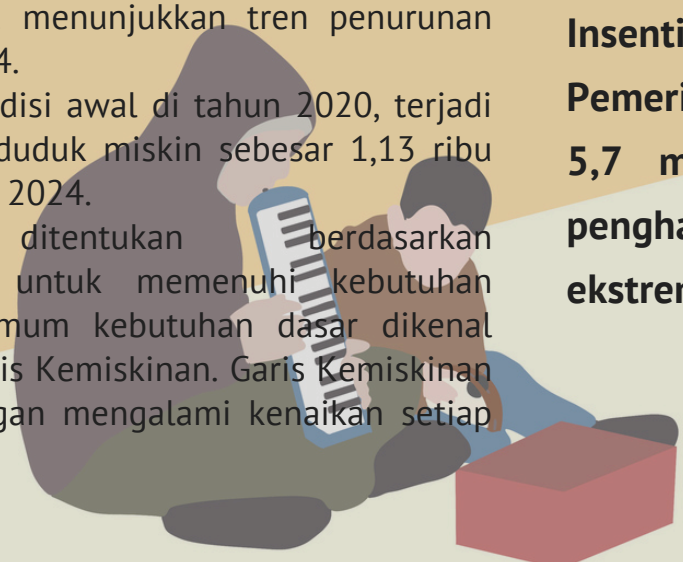 menunjukkan tren penurunan
4.
disi awal di tahun 2020, terjadi
duduk miskin sebesar 1,13 ribu
2024.
ditentukan berdasarkan
untuk memenuhi kebutuhan
mum kebutuhan dasar dikenal
is Kemiskinan. Garis Kemiskinan
gan mengalami kenaikan setiap
Insenti
Pemeri
5,7 m
pengha
ekstren